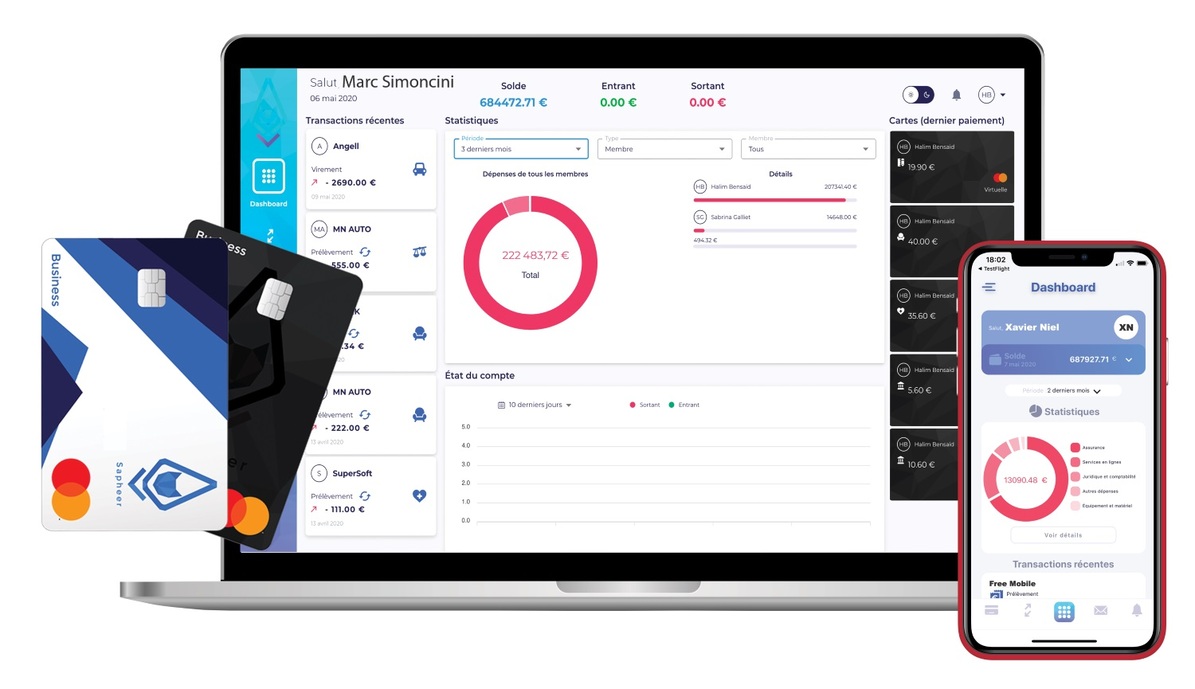 Salut, Marc Simoncini
06 mai 2020
Solde
684472.71 €
Entrant
0.00 €
Sortant
0.00 €
HB
Dashboard
Transactions récentes
A Angell
Virement
- 2690.00 €
09 mai 2020
MA MN AUTO
Prélèvement
- 555.00 €
K
.34 €
2020
MN AUTO
élèvement
- 222.00 €
13 avril 2020
S SuperSoft
Prélèvement
- 111.00 €
13 avril 2020
Statistiques
Période
3 derniers mois
Type
Membre
Membre
Tous
Dépenses de tous les membres
222 483,72 €
Total
Détails
HB Halim Bensaid 207341.40 €
SG Sabrina Galliet 14648.00 €
494.32 €
État du compte
10 derniers jours
Sortant
Entrant
5.0
4.0
3.0
2.0
1.0
0.0
Cartes (dernier paiement)
HB Halim Bensaid
19.90 €
Virtuelle
HB Halim Bensaid
40.00 €
HB Halim Bensaid
35.60 €
HB Halim Bensaid
5.60 €
HB Halim Bensaid
10.60 €
Business
Sapheer
Business
er
18:02
TestFlight
Dashboard
Salut, Xavier Niel
XN
Solde
7 mai 2020
687927.71 €
Période 2 derniers mois
Statistiques
13090.48 €
Assurance
Services en lignes
Juridique et comptabilité
Autres dépenses
Équipement et matériel
Voir détails
Transactions récentes
Free Mobile
Prélèvement